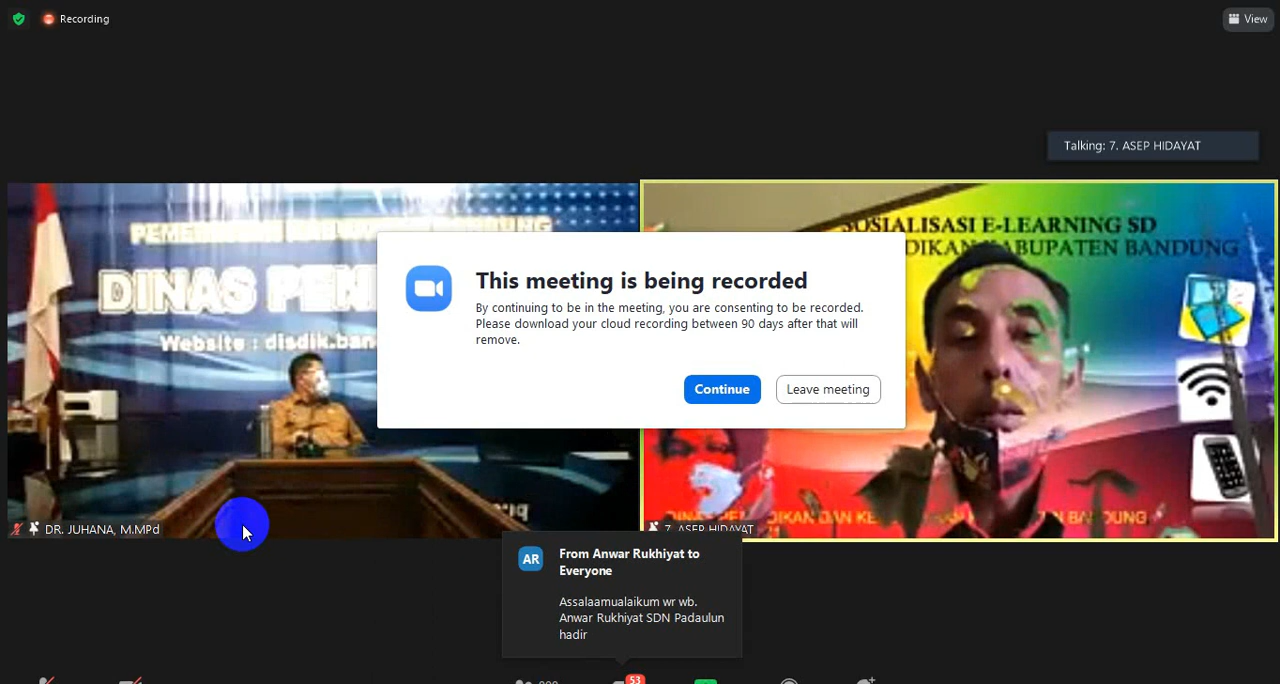 Recording
View
Talking: 7. ASEP HIDAYAT
SOSIALISASI E-LEARNING SD
DIKAN KABUPATEN BANDUNG
DINAS PEN
Website : disdik.ban
This meeting is being recorded
By continuing to be in the meeting, you are consenting to be recorded.
Please download your cloud recording between 90 days after that will
remove.
Continue
Leave meeting
DR. JUHANA, M.MPd
7. ASEP HIDAYAT
AR
From Anwar Rukhiyat to
Everyone
Assalaamualaikum wr wb.
Anwar Rukhiyat SDN Padaulun
hadir
53